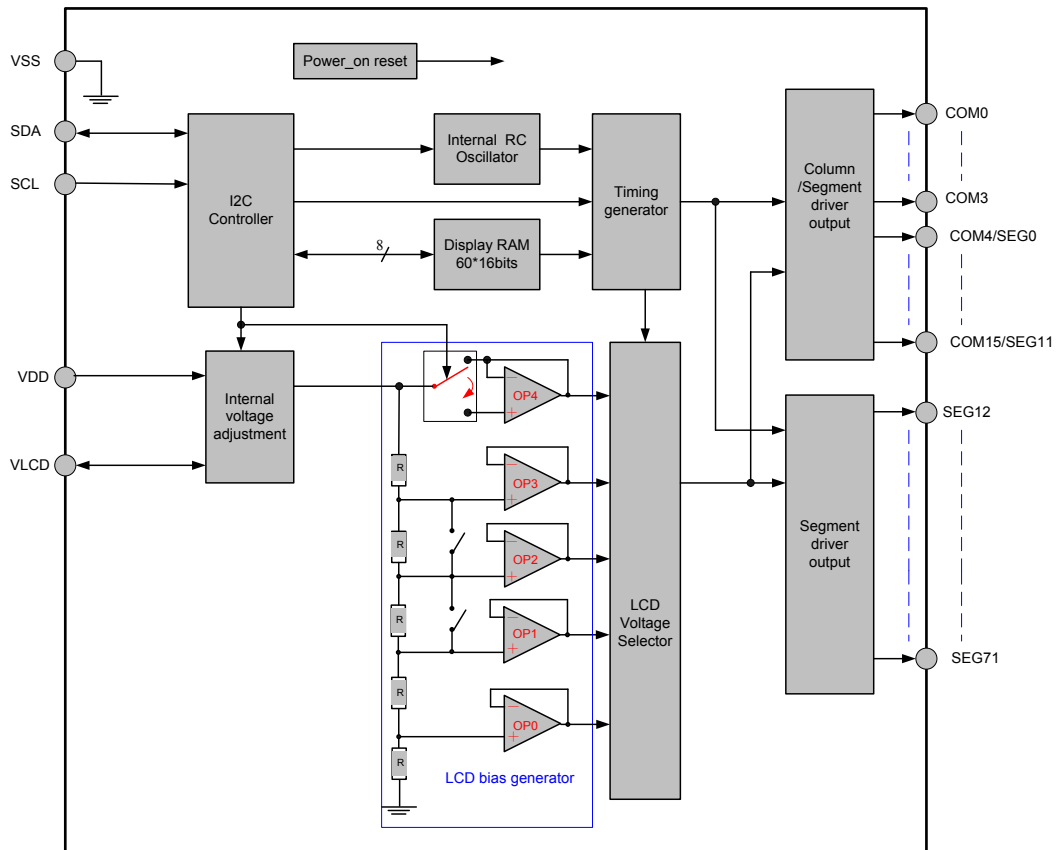 VSS
Power_on reset
SDA
SCL
I2C
Controller
Internal RC
Oscillator
8
Display RAM
60*16bits
Timing
generator
Column
/Segment
driver
output
COM0
COM3
COM4/SEG0
COM15/SEG11
VDD
VLCD
Internal
voltage
adjustment
R
R
R
R
R
−
OP4
+
−
OP3
+
−
OP2
+
−
OP1
+
−
OP0
+
LCD bias generator
LCD
Voltage
Selector
Segment
driver
output
SEG12
SEG71